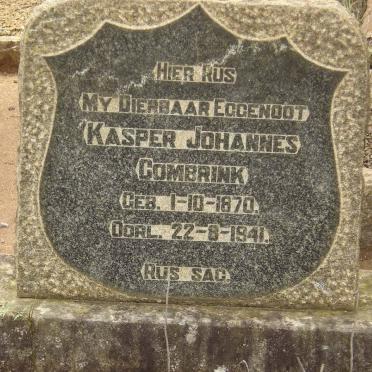 HIER RUS
MY DIERBAAR EGGENOOT
KASPER JOHANNES
COMBRINK
GEB. 1-10-1870.
OORL. 22-8-1941.
RUS SAG.